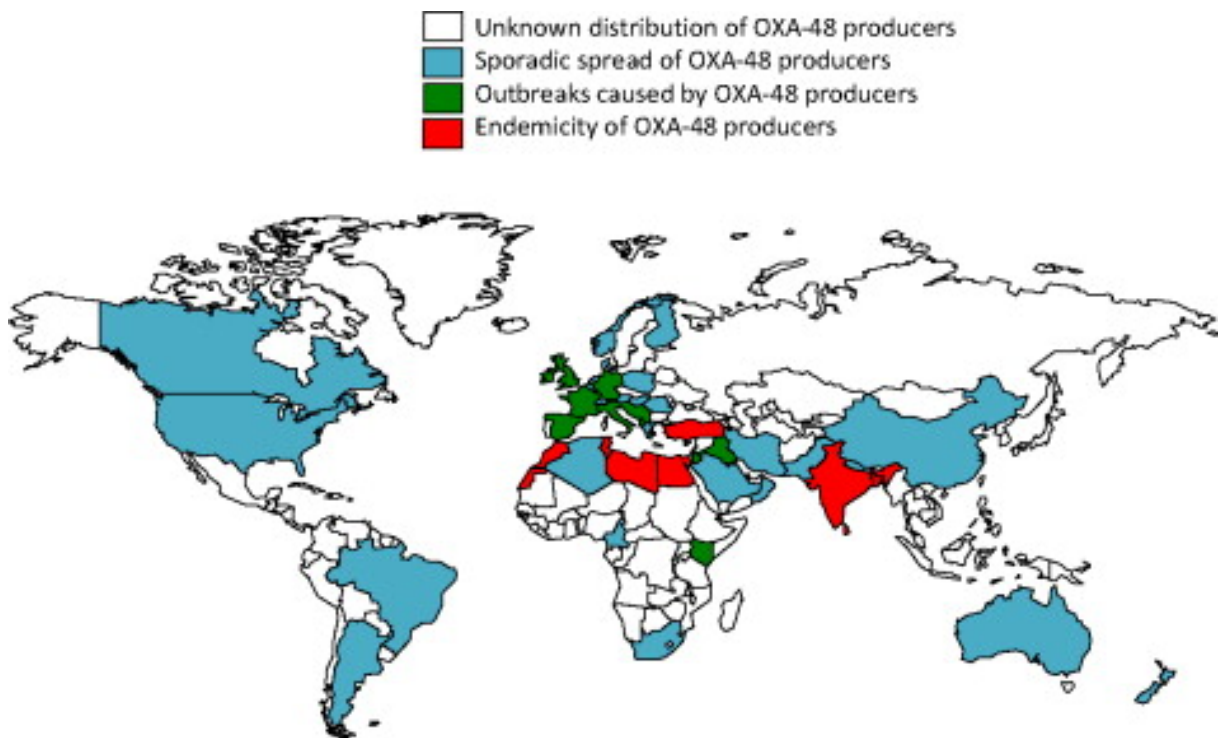 Unknown distribution of OXA-48 producers
Sporadic spread of OXA-48 producers
Outbreaks caused by OXA-48 producers
Endemicity of OXA-48 producers